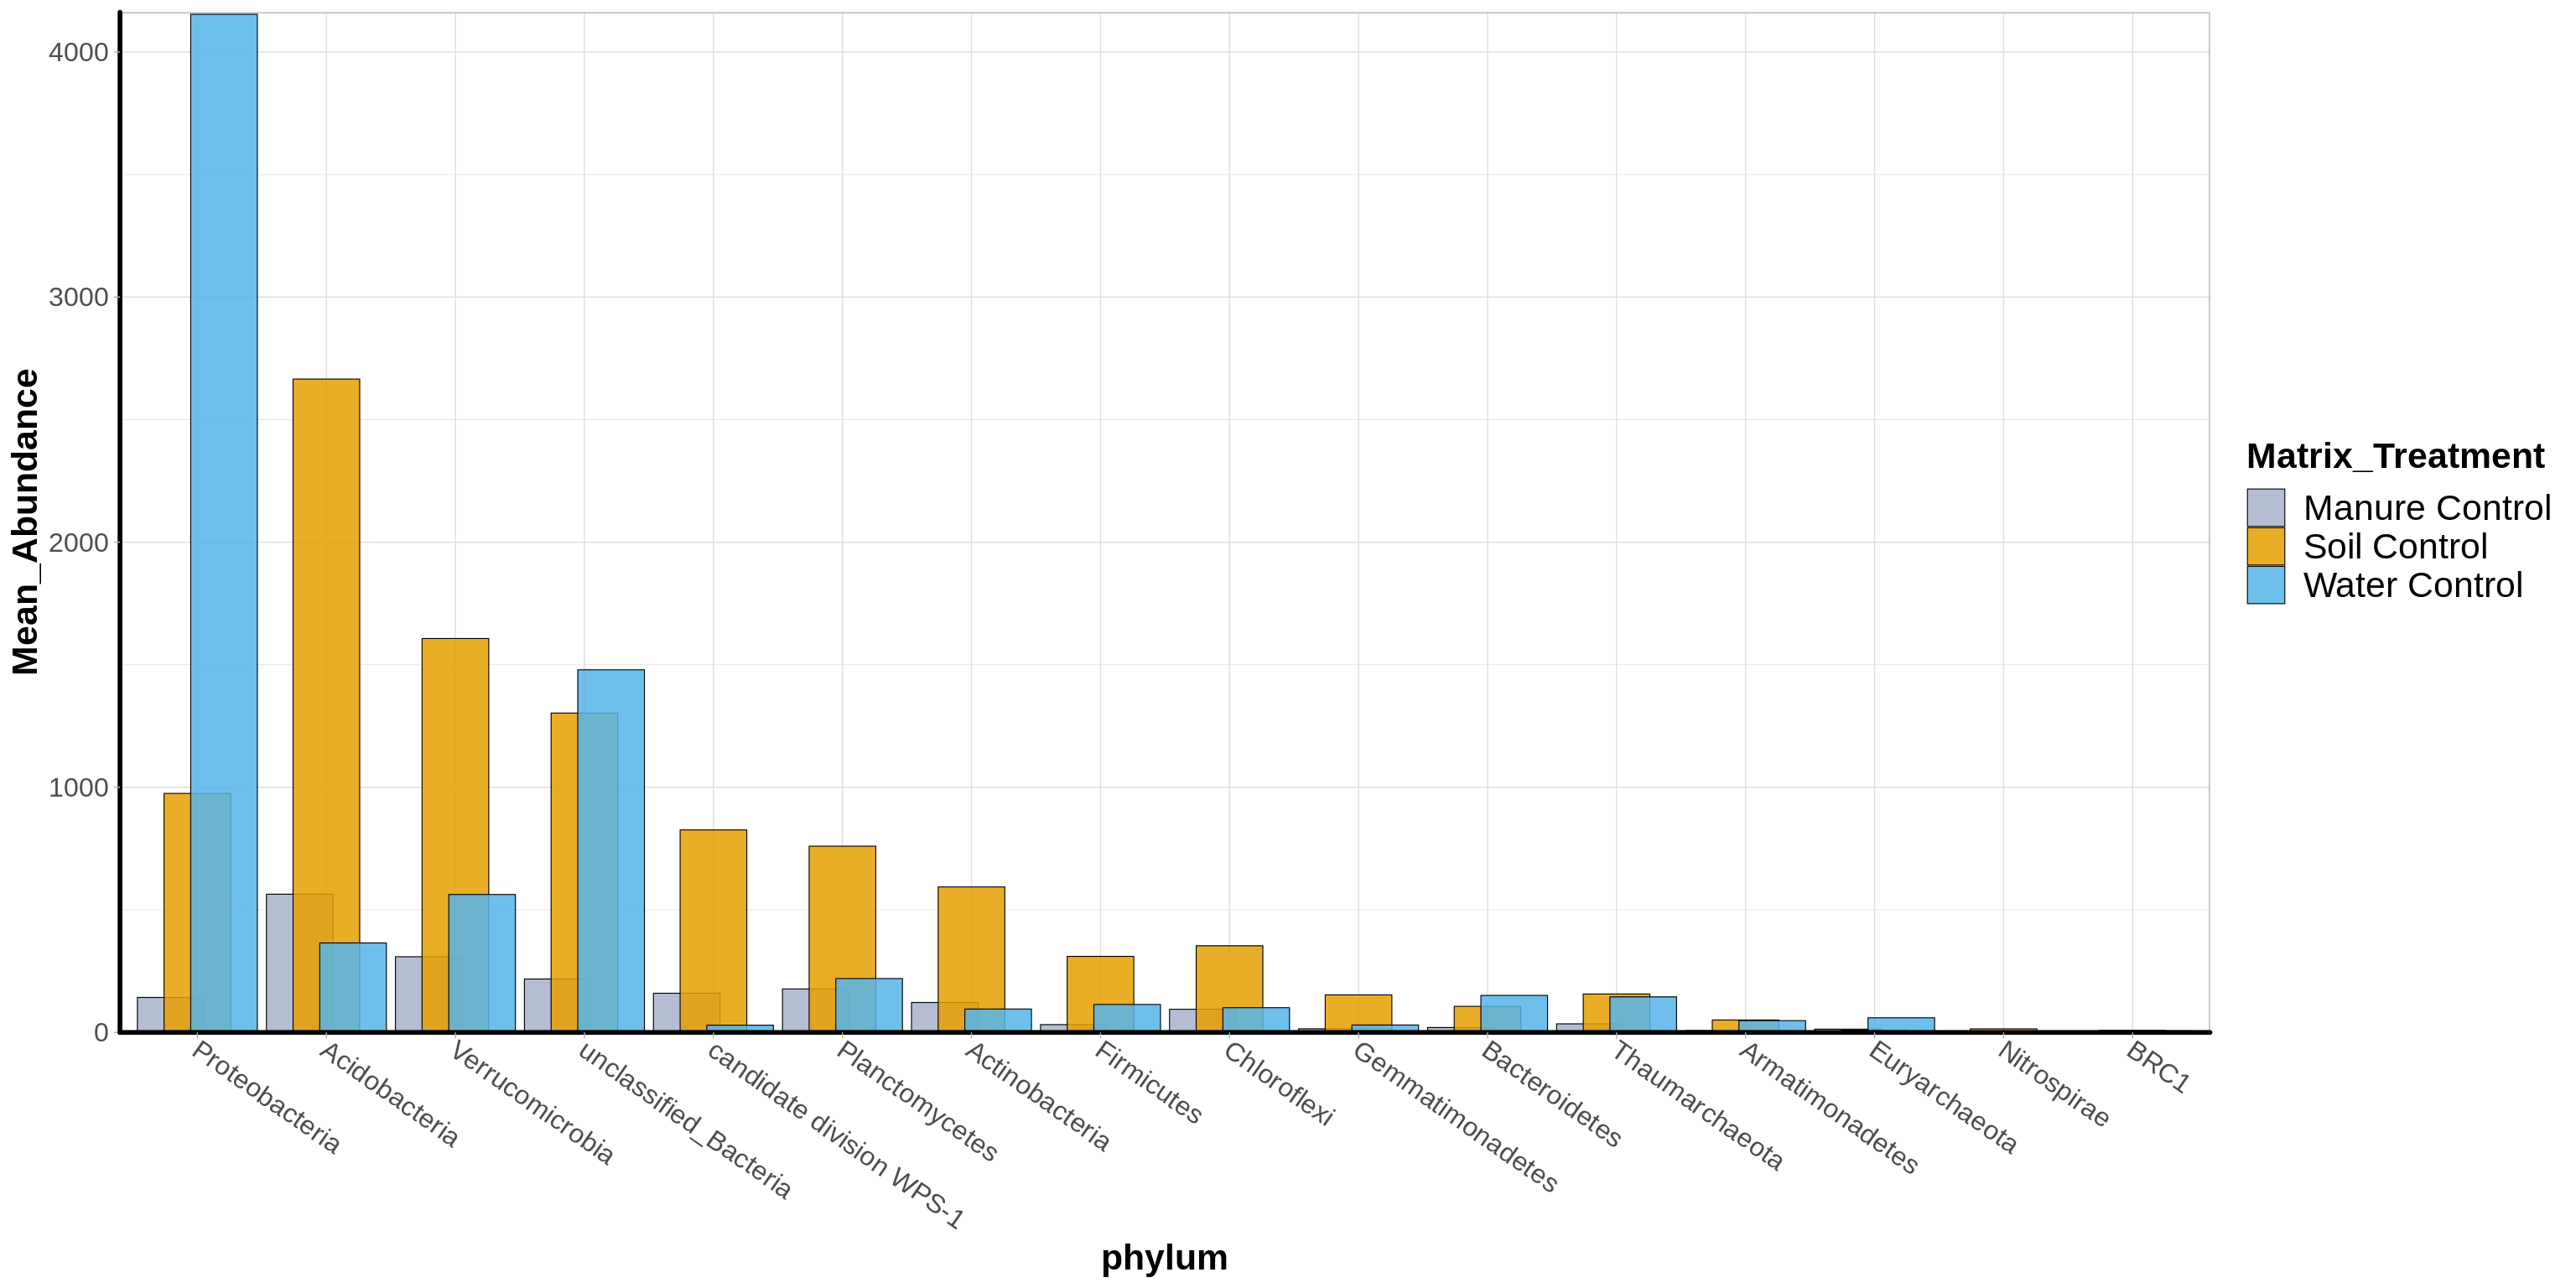 Mean_Abundance
4000
3000
2000
1000
0
Proteobacteria
Acidobacteria
Verrucomicrobia
unclassified_Bacteria
candidate division WPS-1
Planctomycetes
Actinobacteria
Firmicutes
Chloroflexi
Gemmatimonadetes
Bacteroidetes
Thaumarchaeota
Armatimonadetes
Euryarchaeota
Nitrospirae
BRC1
phylum
Matrix_Treatment
Manure Control
Soil Control
Water Control